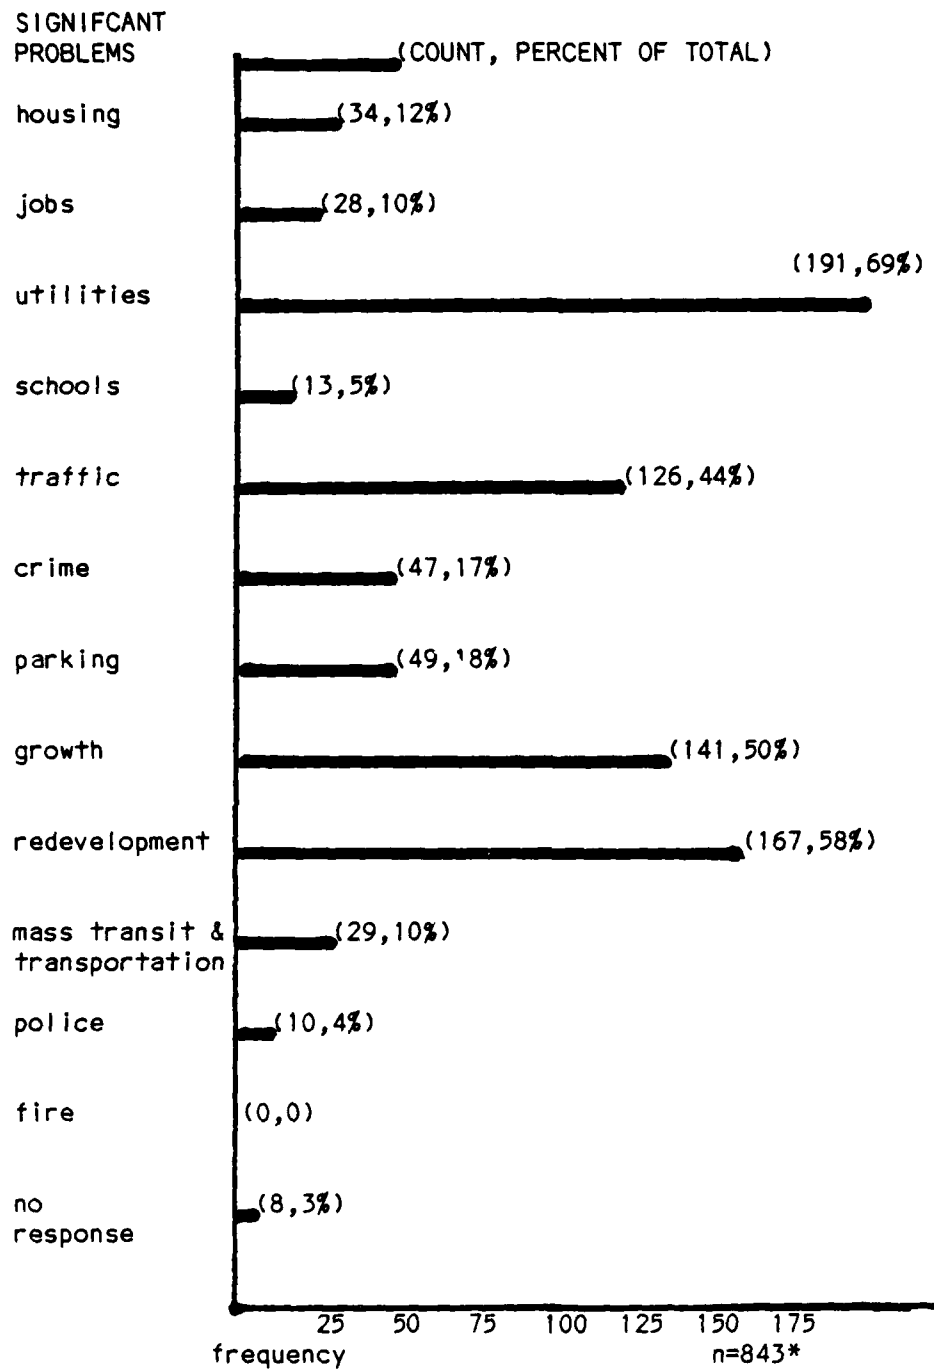 SIGNIFCANT
PROBLEMS (COUNT, PERCENT OF TOTAL)
housing (34,12%)
jobs (28,10%)
(191,69%)
utilities
schools (13,5%)
traffic (126,44%)
crime (47,17%)
parking (49,18%)
growth (141,50%)
redevelopment (167,58%)
mass transit & (29,10%)
transportation
police (10,4%)
fire (0,0)
no (8,3%)
response
25 50 75 100 125 150 175
frequency n=843*